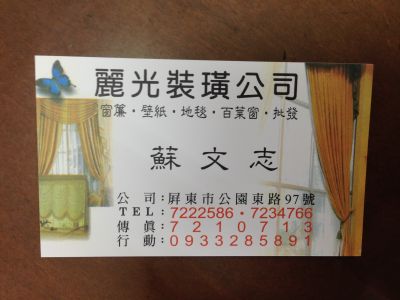 麗光裝璜公司
窗簾·壁紙·地毯·百葉窗·批發
蘇文志
公司:屏東市公園東路97號
TEL:7222586·7234766
傳眞:7210713
行動:0933285891